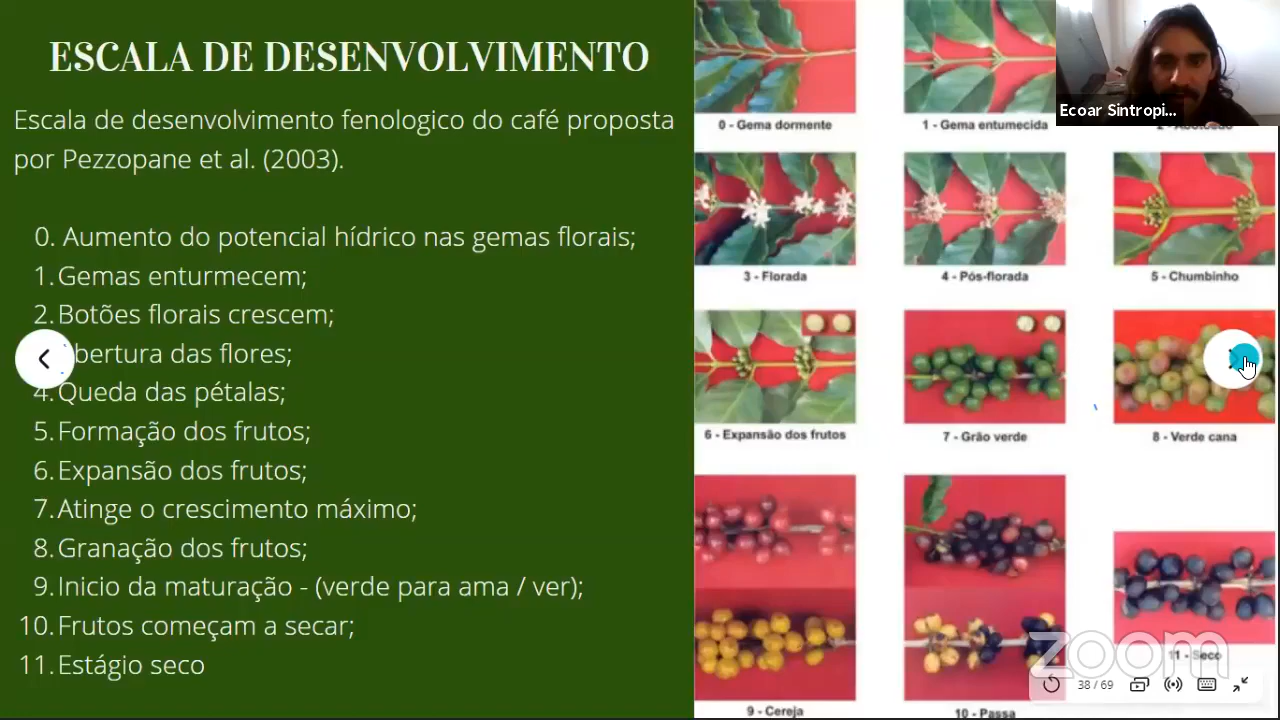 ESCALA DE DESENVOLVIMENTO
Escala de desenvolvimento fenologico do café proposta
por Pezzopane et al. (2003).
0. Aumento do potencial hídrico nas gemas florais;
1. Gemas enturmecem;
2. Botões florais crescem;
bertura das flores;
4. Queda das pétalas;
5. Formação dos frutos;
6. Expansão dos frutos;
7. Atinge o crescimento máximo;
8. Granação dos frutos;
9. Inicio da maturação - (verde para ama / ver);
10. Frutos começam a secar;
11. Estágio seco
0 - Gema dormente
1 - Gema entumecida
Ecoar Sintropi...
3 - Florada
4 - Pós-florada
5 - Chumbinho
6 - Expansão dos frutos
7 - Grão verde
8 - Verde cana
9 - Cereja
10 - Passa
11 - Seco
zoom
38 / 69